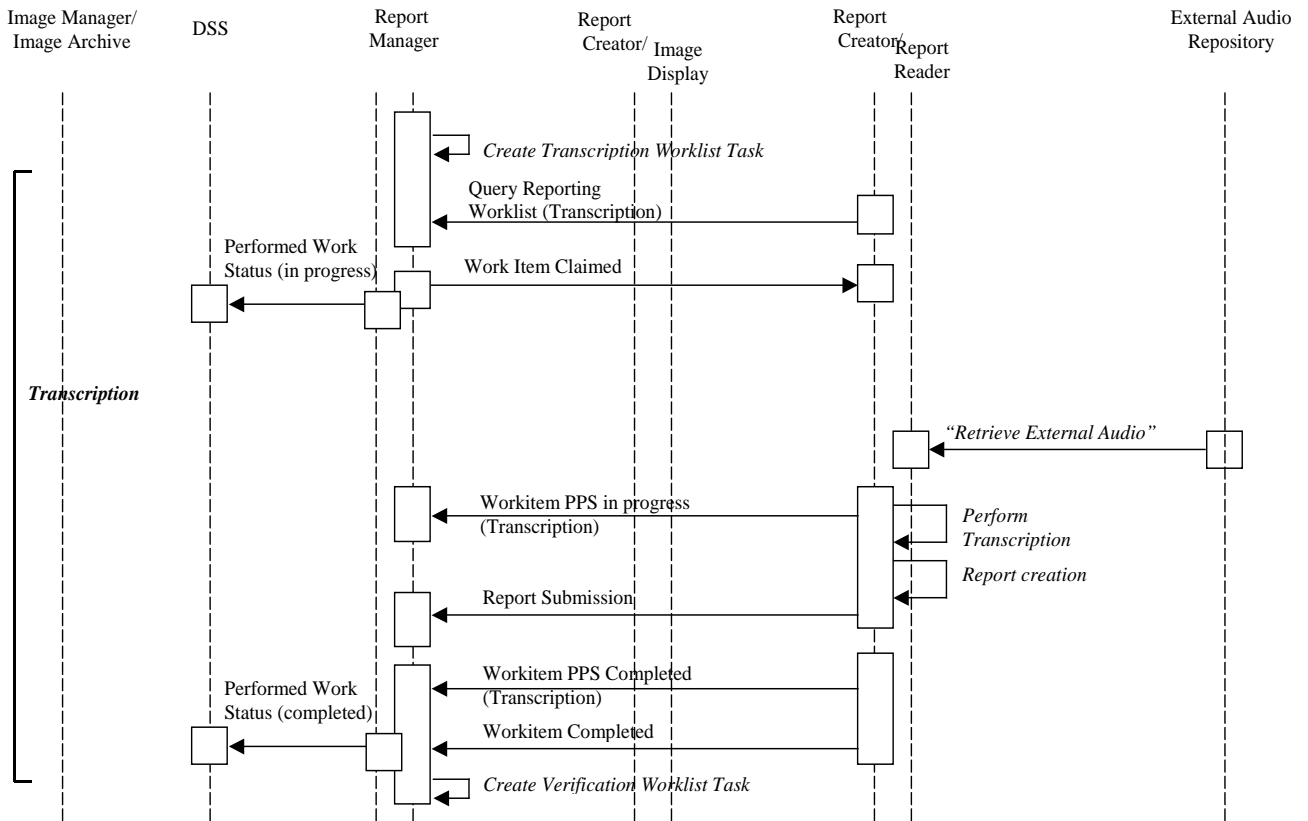 Image Manager/
Image Archive
DSS
Report
Manager
Report
Creator/
Image
Display
Report
Creator/
Report
Reader
External Audio
Repository
Create Transcription Worklist Task
Query Reporting
Worklist (Transcription)
Performed Work
Status (in progress)
Work Item Claimed
Transcription
“Retrieve External Audio”
Workitem PPS in progress
(Transcription)
Perform
Transcription
Report creation
Report Submission
Workitem PPS Completed
(Transcription)
Performed Work
Status (completed)
Workitem Completed
Create Verification Worklist Task